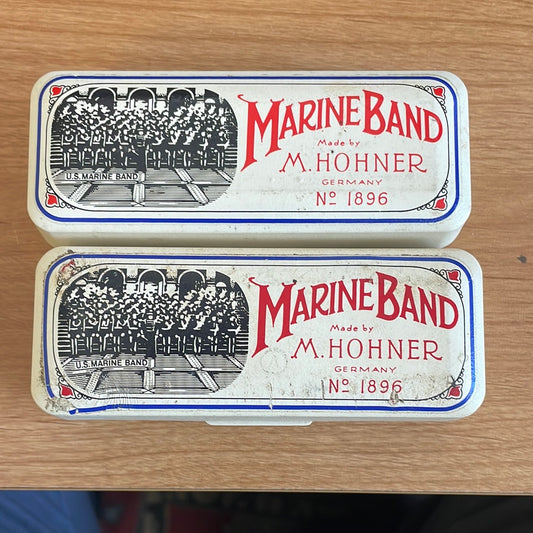 MARINE BAND
Made by
M. HOHNER
GERMANY
Nº 1896
U.S. MARINE BAND
MARINE BAND
Made by
M. HOHNER
GERMANY
Nº 1896
U.S. MARINE BAND